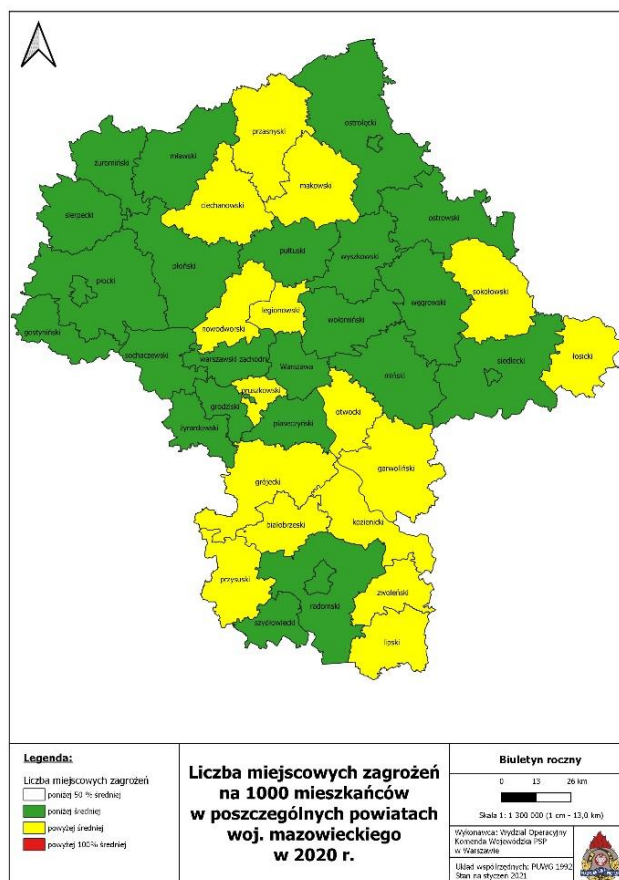 przasnyski
ostrołęcki
żuromiński
mławski
makowski
ciechanowski
sierpecki
ostrowski
pułtuski
wyszkowski
płoński
sokołowski
płocki
węgrowski
legionowski
nowodworski
wołomiński
gostyniński
łosicki
sochaczewski
siedlecki
warszawski zachodny
Warszawa
miński
pruszkowski
grodziski
otwocki
żyrardowski
piaseczyński
garwoliński
grójecki
białobrzeski
kozienicki
przysuski
zwoleński
radomski
szydłowiecki
lipski
Legenda:
Liczba miejscowych zagrożeń
poniżej 50 % średniej
poniżej średniej
powyżej średniej
powyżej 100% średniej
Liczba miejscowych zagrożeń
na 1000 mieszkańców
w poszczególnych powiatach
woj. mazowieckiego
w 2020 r.
Biuletyn roczny
0 13 26 km
Skala 1: 1 300 000 (1 cm - 13,0 km)
Wykonawca: Wydział Operacyjny
Komenda Wojewódzka PSP
w Warszawie
Układ współrzędnych: PUWG 1992
Stan na styczeń 2021